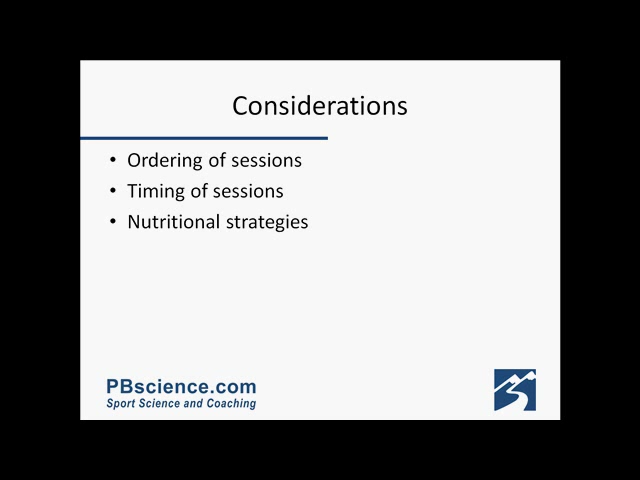 Considerations
• Ordering of sessions
• Timing of sessions
• Nutritional strategies
PBscience.com
Sport Science and Coaching